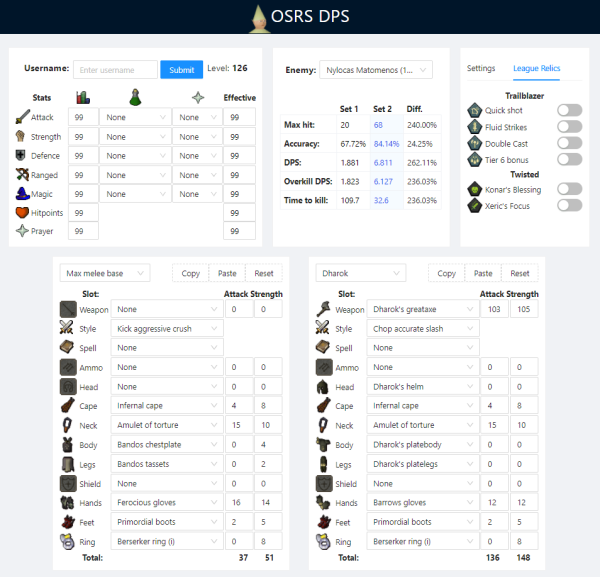 OSRS DPS
Username: Enter username Submit Level: 126
Stats Effective
Attack 99 None None 99
Strength 99 None None 99
Defence 99 None None 99
Ranged 99 None None 99
Magic 99 None None 99
Hitpoints 99 99
Prayer 99 99
Enemy: Nylocas Matomenos (1...
Set 1 Set 2 Diff.
Max hit: 20 68 240.00%
Accuracy: 67.72% 84.14% 24.25%
DPS: 1.881 6.811 262.11%
Overkill DPS: 1.823 6.127 236.03%
Time to kill: 109.7 32.6 236.03%
Settings League Relics
Trailblazer
Quick shot
Fluid Strikes
Double Cast
Tier 6 bonus
Twisted
Konar's Blessing
Xeric's Focus
Max melee base Copy Paste Reset
Slot: Attack Strength
Weapon None 0 0
Style Kick aggressive crush
Spell None
Ammo None 0 0
Head None 0 0
Cape Infernal cape 4 8
Neck Amulet of torture 15 10
Body Bandos chestplate 0 4
Legs Bandos tassets 0 2
Shield None 0 0
Hands Ferocious gloves 16 14
Feet Primordial boots 2 5
Ring Berserker ring (i) 0 8
Total: 37 51
Dharok Copy Paste Reset
Slot: Attack Strength
Weapon Dharok's greataxe 103 105
Style Chop accurate slash
Spell None
Ammo None 0 0
Head Dharok's helm 0 0
Cape Infernal cape 4 8
Neck Amulet of torture 15 10
Body Dharok's platebody 0 0
Legs Dharok's platelegs 0 0
Shield None 0 0
Hands Barrows gloves 12 12
Feet Primordial boots 2 5
Ring Berserker ring (i) 0 8
Total: 136 148